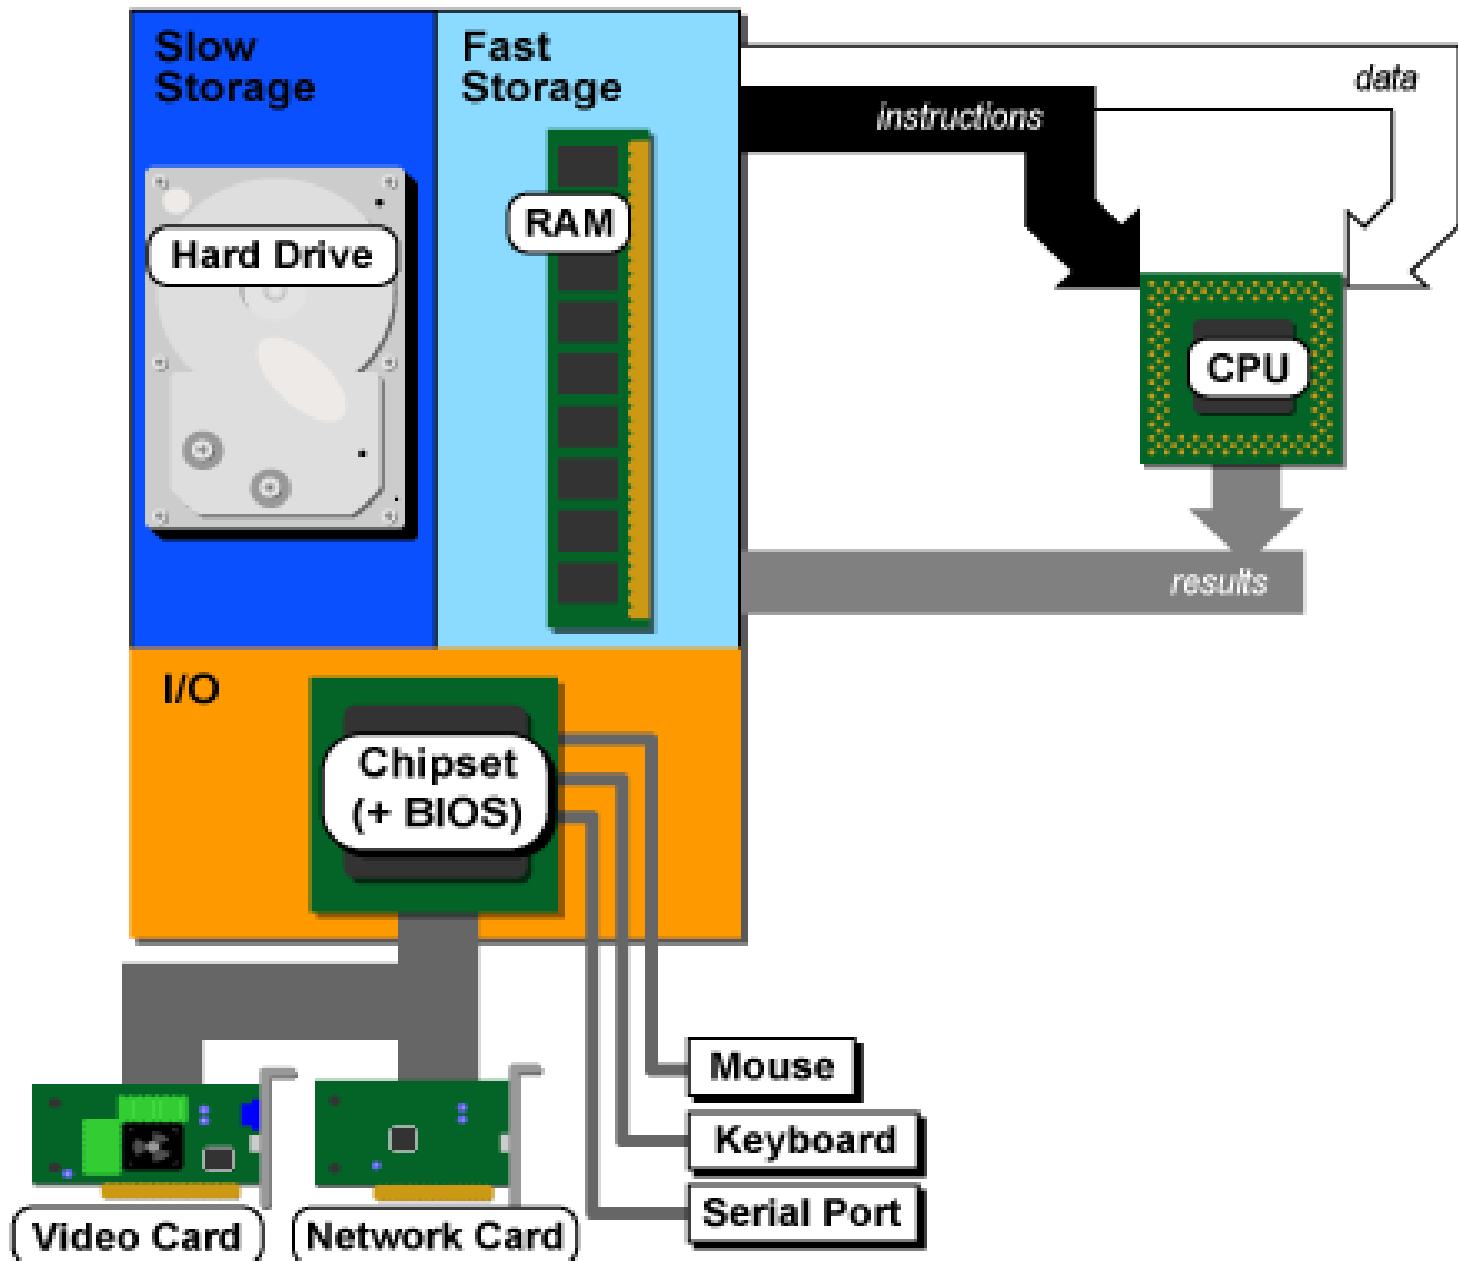 Slow
Storage
Fast
Storage
data
instructions
RAM
Hard Drive
CPU
results
I/O
Chipset
(+ BIOS)
Mouse
Keyboard
Serial Port
Video Card
Network Card